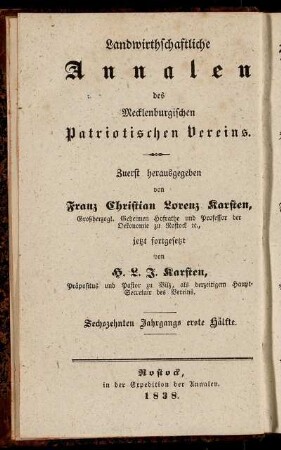 Landwirthschaftliche
Annalen
des
Mecklenburgischen
Patriotischen Vereins.
Zuerst herausgegeben
von
Franz Christian Lorenz Karsten,
Großherzogl. Geheimen Hofrathe und Professor der
Oekonomie zu Rostock ꝛc.,
jetzt fortgesetzt
von
H. L. J. Karsten,
Präpositus und Pastor zu Vilz, als derzeitigem Haupt-
Secretair des Vereins.
Sechszehnten Jahrgangs erste Hälfte.
Rostock,
in der Expedition der Annalen.
1838.